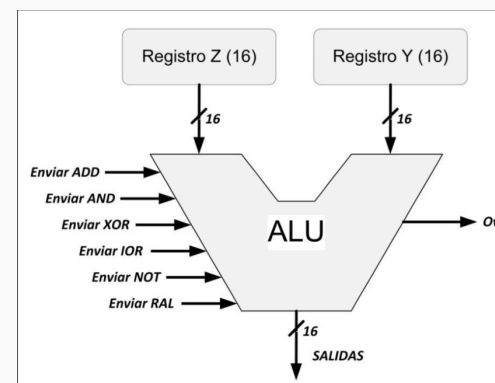 Registro Z (16)
Registro Y (16)
16
16
Enviar ADD
Enviar AND
Enviar XOR
Enviar IOR
Enviar NOT
Enviar RAL
ALU
Ov
16
SALIDAS